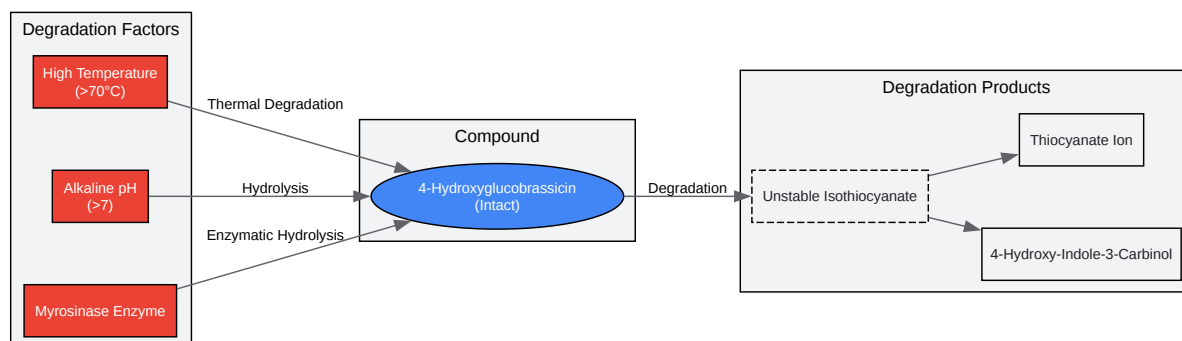 Degradation Factors
High Temperature
(>70°C)
Alkaline pH
(>7)
Myrosinase Enzyme
Thermal Degradation
Hydrolysis
Enzymatic Hydrolysis
Compound
4-Hydroxyglucobrassicin
(Intact)
Degradation
Degradation Products
Unstable Isothiocyanate
Thiocyanate Ion
4-Hydroxy-Indole-3-Carbinol